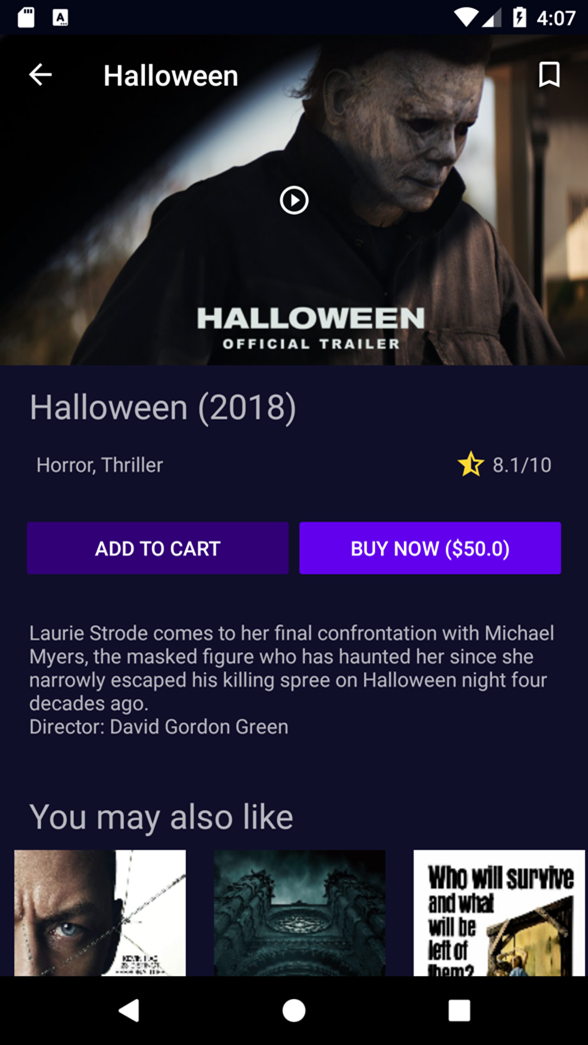 4:07
Halloween
HALLOWEEN
OFFICIAL TRAILER
Halloween (2018)
Horror, Thriller
8.1/10
ADD TO CART
BUY NOW ($50.0)
Laurie Strode comes to her final confrontation with Michael
Myers, the masked figure who has haunted her since she
narrowly escaped his killing spree on Halloween night four
decades ago.
Director: David Gordon Green
You may also like
Who will survive
and what
will be
left of
them?